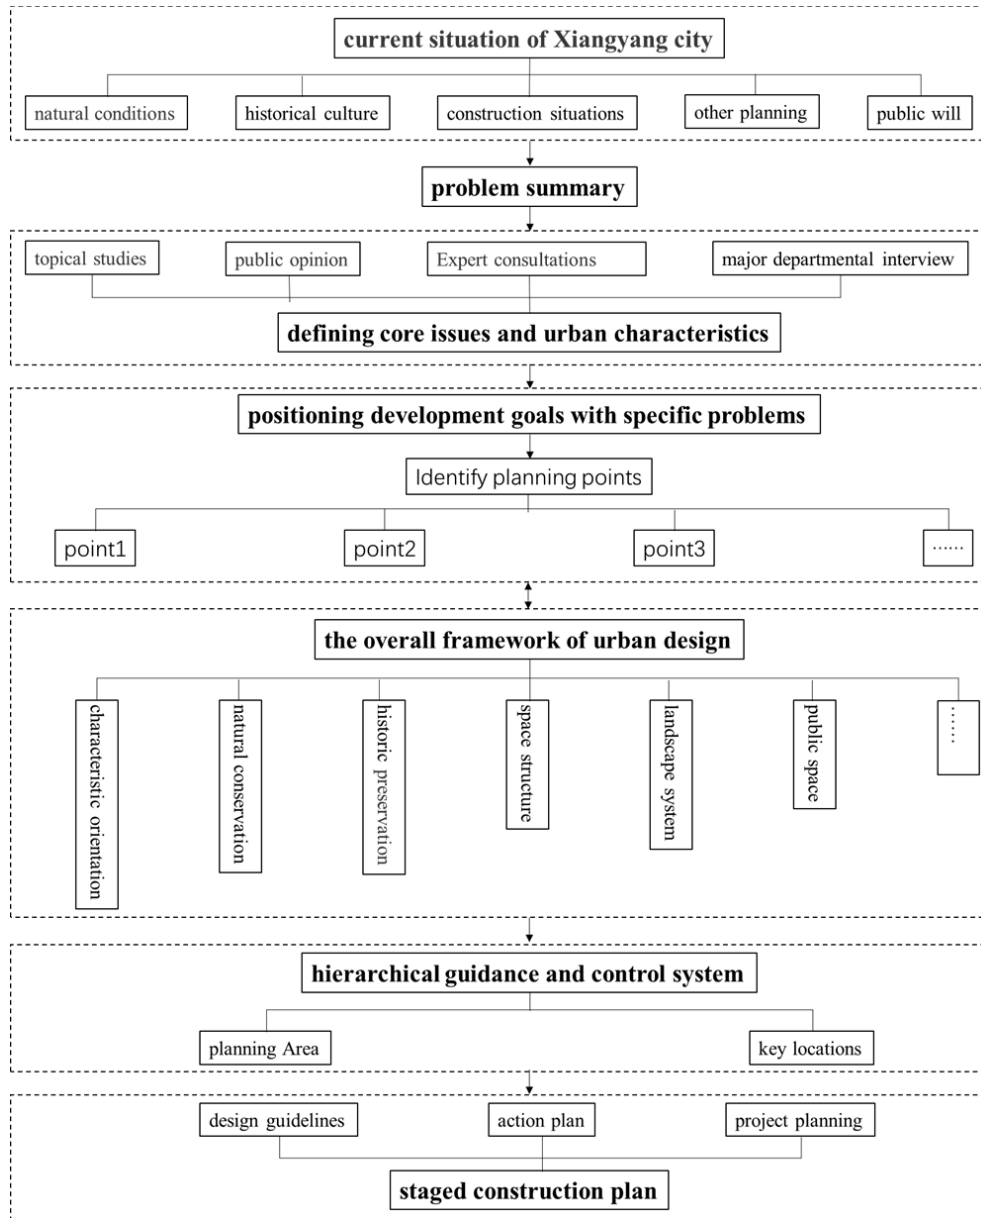 current situation of Xiangyang city
natural conditions
historical culture
construction situations
other planning
public will
problem summary
topical studies
public opinion
Expert consultations
major departmental interview
defining core issues and urban characteristics
positioning development goals with specific problems
Identify planning points
point1
point2
point3
······
the overall framework of urban design
characteristic orientation
natural conservation
historic preservation
space structure
landscape system
public space
······
hierarchical guidance and control system
planning Area
key locations
design guidelines
action plan
project planning
staged construction plan